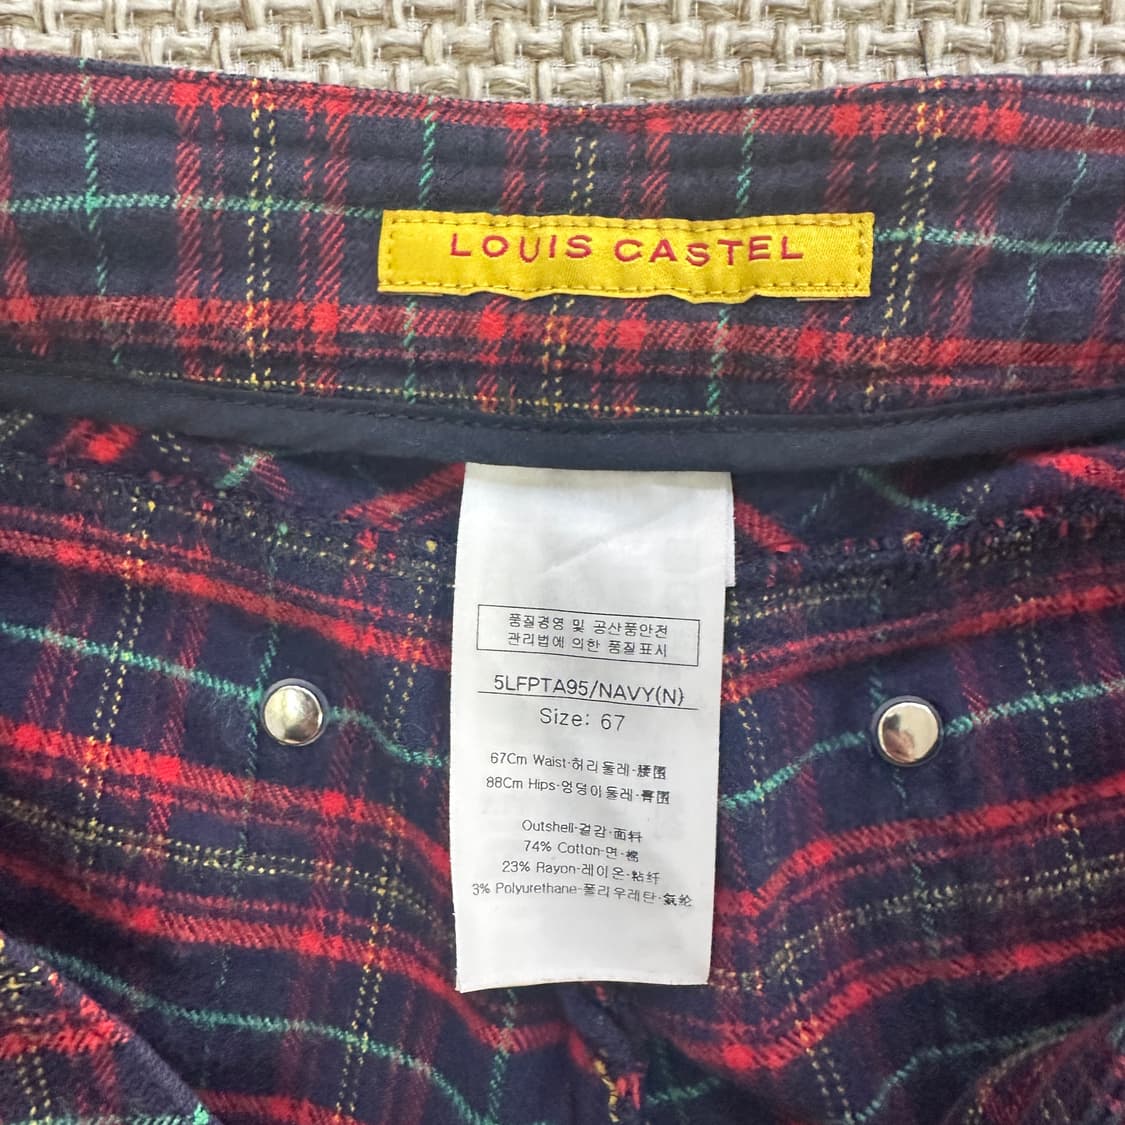 LOUIS CASTEL
품질경영 및 공산품안전
관리법에 의한 품질표시
5LFPTA95/NAVY(N)
Size: 67
67Cm Waist-허리둘레-腰围
88Cm Hips-엉덩이둘레-臀围
Outshell-겉감-面料
74% Cotton-면-棉
23% Rayon-레이온-粘纤
3% Polyurethane-폴리우레탄-氨纶